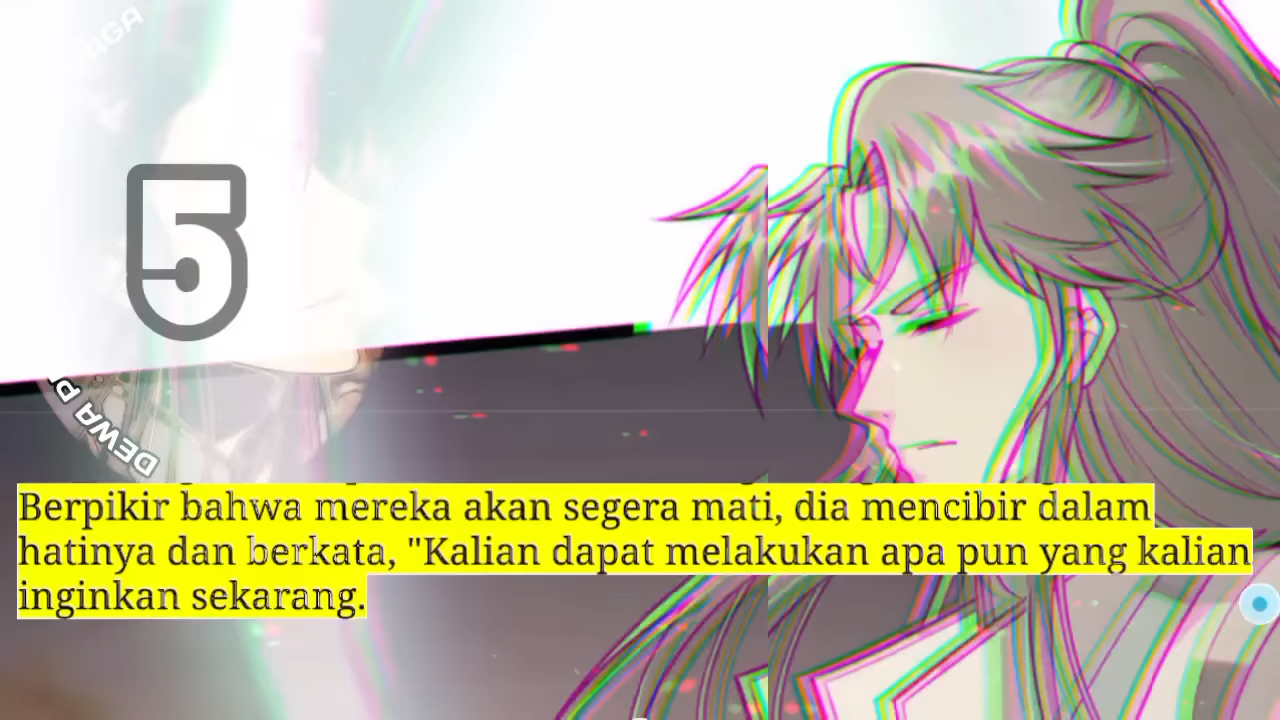 5
DEWA
Berpikir bahwa mereka akan segera mati, dia mencibir dalam
hatinya dan berkata, "Kalian dapat melakukan apa pun yang kalian
inginkan sekarang.